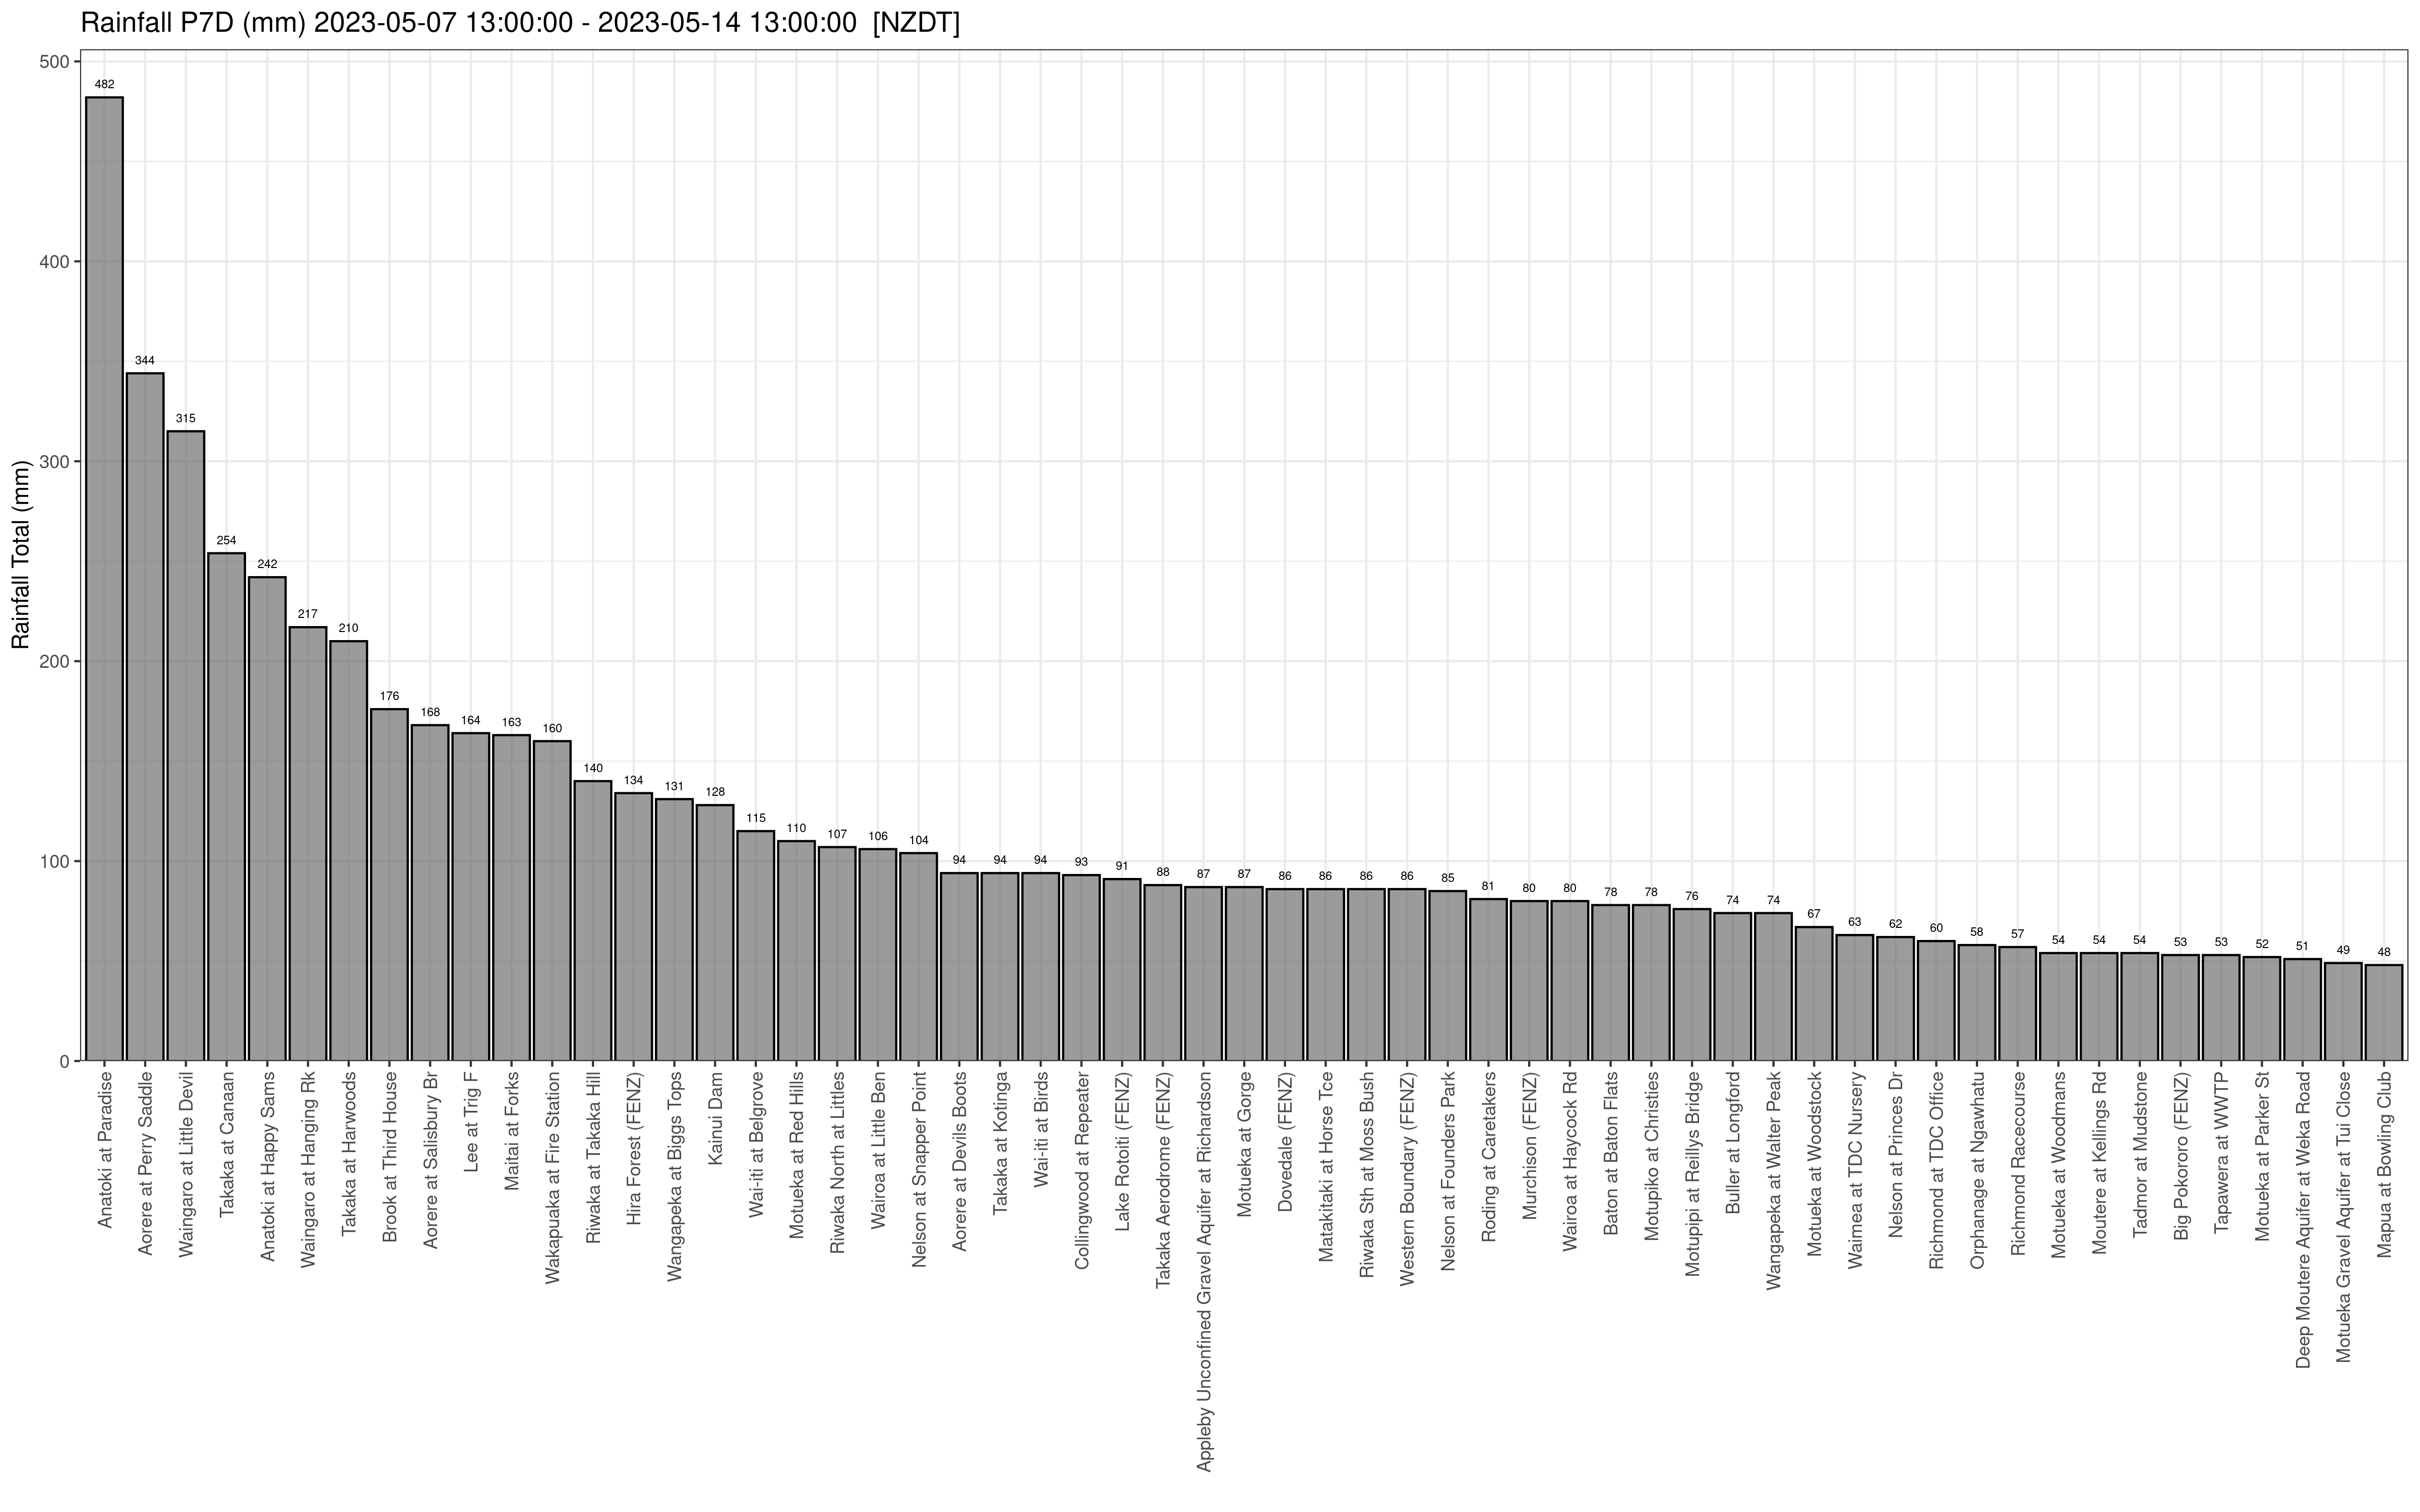 Rainfall P7D (mm) 2023-05-07 13:00:00 - 2023-05-14 13:00:00 [NZDT]
Rainfall Total (mm)
500
400
300
200
100
0
482
344
315
254
242
217
210
176
168
164
163
160
140
134
131
128
115
110
107
106
104
94
94
94
93
91
88
87
87
86
86
86
86
85
81
80
80
78
78
76
74
74
67
63
62
60
58
57
54
54
54
53
53
52
51
49
48
Anatoki at Paradise
Aorere at Perry Saddle
Waingaro at Little Devil
Takaka at Canaan
Anatoki at Happy Sams
Waingaro at Hanging Rk
Takaka at Harwoods
Brook at Third House
Aorere at Salisbury Br
Lee at Trig F
Maitai at Forks
Wakapuaka at Fire Station
Riwaka at Takaka Hill
Hira Forest (FENZ)
Wangapeka at Biggs Tops
Kainui Dam
Wai-iti at Belgrove
Motueka at Red Hills
Riwaka North at Littles
Wairoa at Little Ben
Nelson at Snapper Point
Aorere at Devils Boots
Takaka at Kotinga
Wai-iti at Birds
Collingwood at Repeater
Lake Rotoiti (FENZ)
Takaka Aerodrome (FENZ)
Appleby Unconfined Gravel Aquifer at Richardson
Motueka at Gorge
Dovedale (FENZ)
Matakitaki at Horse Tce
Riwaka Sth at Moss Bush
Western Boundary (FENZ)
Nelson at Founders Park
Roding at Caretakers
Murchison (FENZ)
Wairoa at Haycock Rd
Baton at Baton Flats
Motupiko at Christies
Motupipi at Reillys Bridge
Buller at Longford
Wangapeka at Walter Peak
Motueka at Woodstock
Waimea at TDC Nursery
Nelson at Princes Dr
Richmond at TDC Office
Orphanage at Ngawhatu
Richmond Racecourse
Motueka at Woodmans
Moutere at Kellings Rd
Tadmor at Mudstone
Big Pokororo (FENZ)
Tapawera at WWTP
Motueka at Parker St
Deep Moutere Aquifer at Weka Road
Motueka Gravel Aquifer at Tui Close
Mapua at Bowling Club